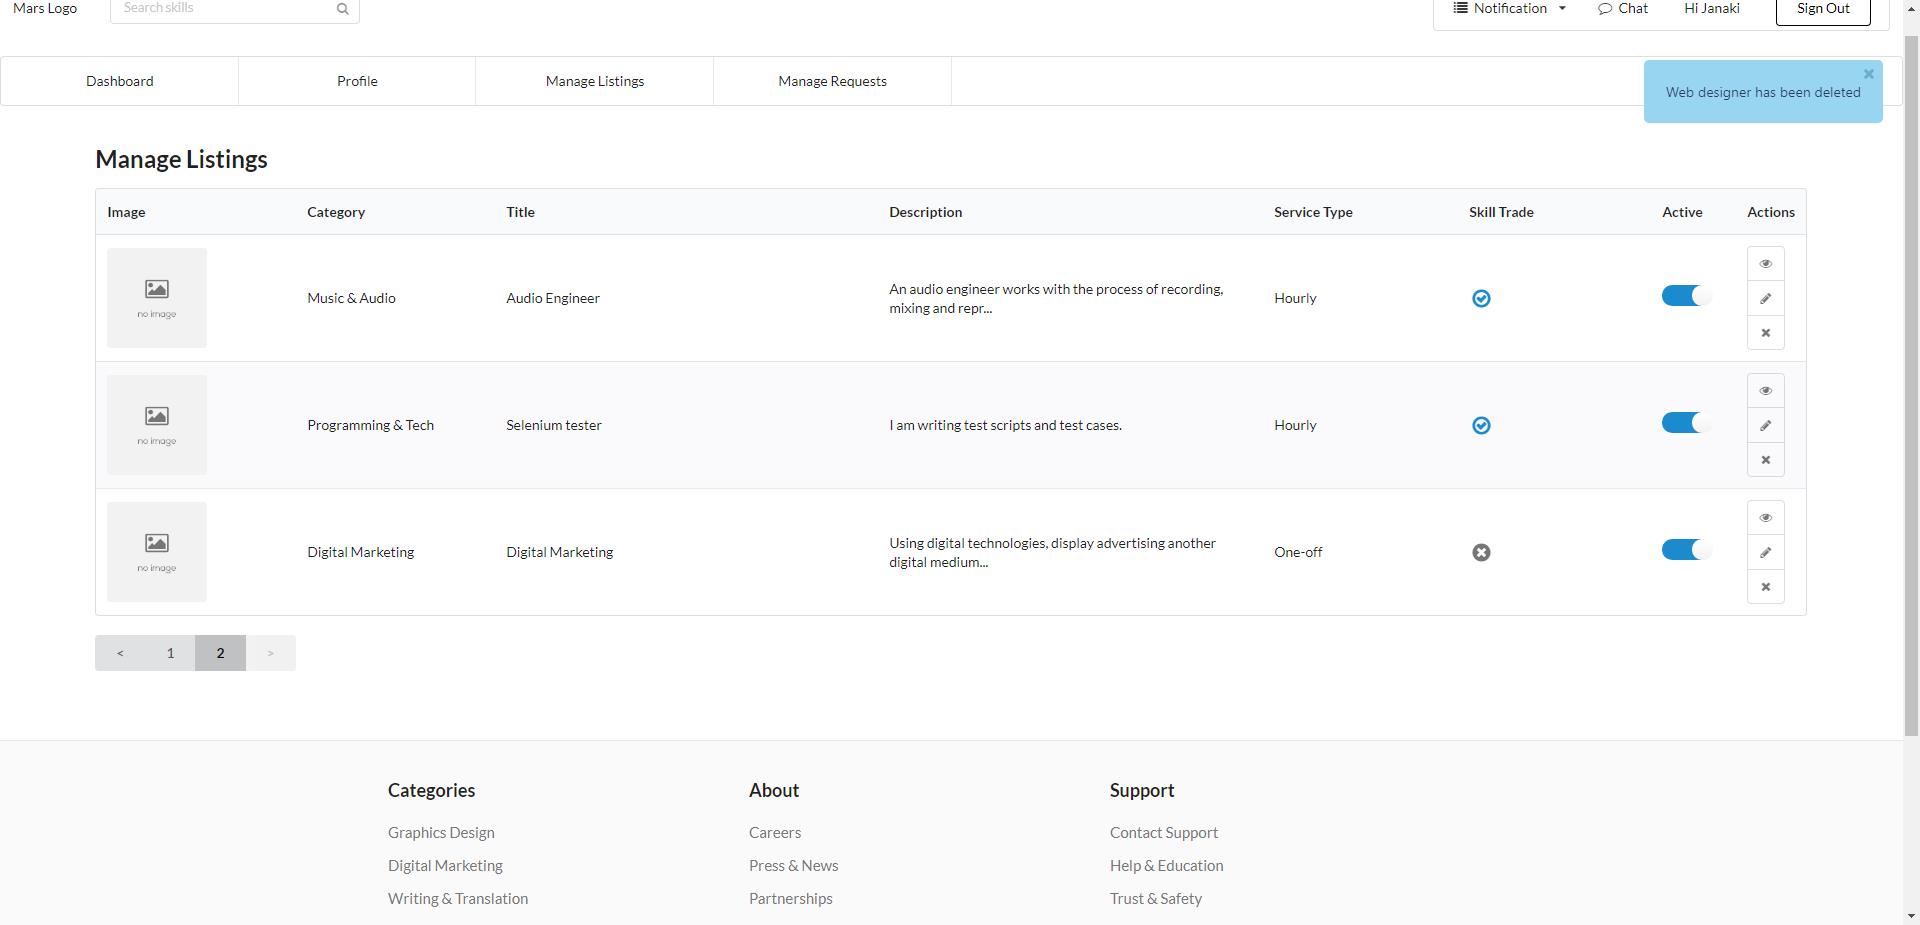 Mars Logo
Search skills
Notification
Chat
Hi Janaki
Sign Out
Dashboard
Profile
Manage Listings
Manage Requests
Web designer has been deleted
Manage Listings
Image Category Title Description Service Type Skill Trade Active Actions
no image
Music & Audio
Audio Engineer
An audio engineer works with the process of recording,
mixing and repr...
Hourly
no image
Programming & Tech
Selenium tester
I am writing test scripts and test cases.
Hourly
no image
Digital Marketing
Digital Marketing
Using digital technologies, display advertising another
digital medium...
One-off
< 1 2 >
Categories
Graphics Design
Digital Marketing
Writing & Translation
About
Careers
Press & News
Partnerships
Support
Contact Support
Help & Education
Trust & Safety